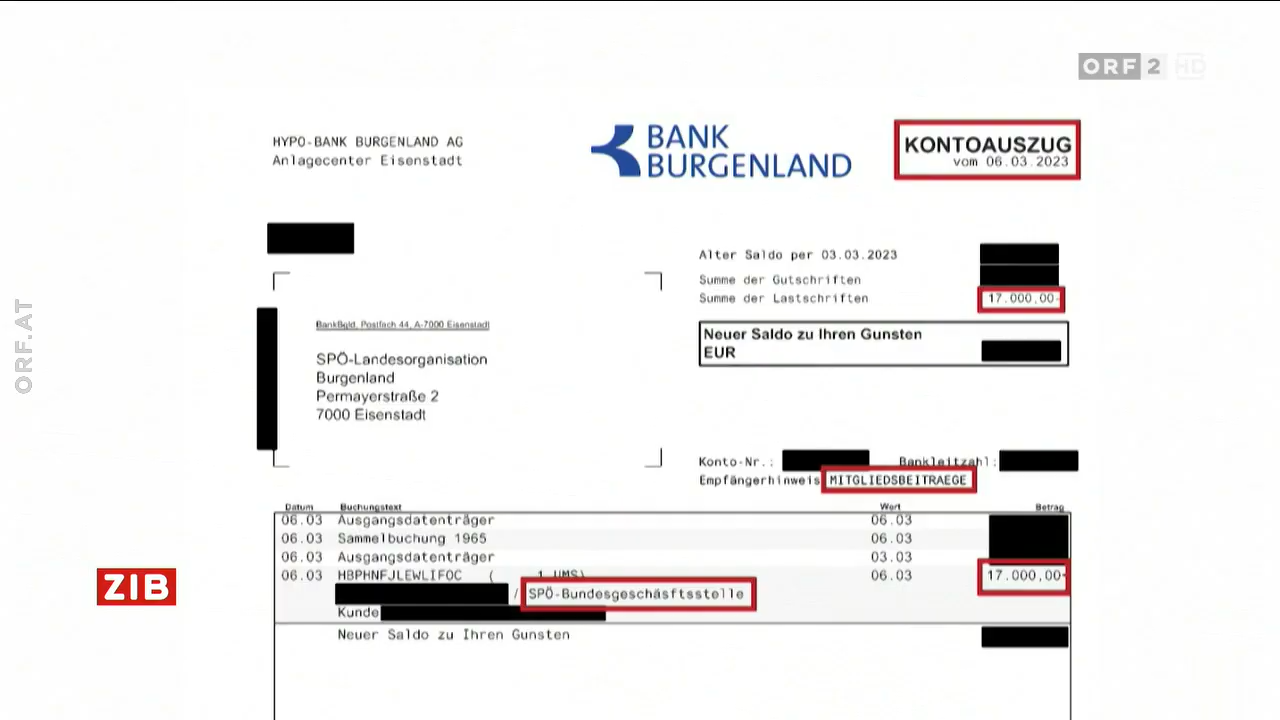 ORF 2 HD
HYPO-BANK BURGENLAND AG
Anlagecenter Eisenstadt
BANK
BURGENLAND
KONTOAUSZUG
vom 06.03.2023
Alter Saldo per 03.03.2023
Summe der Gutschriften
Summe der Lastschriften 17.000,00-
Neuer Saldo zu Ihren Gunsten
EUR
BankBgld, Postfach 44, A-7000 Eisenstadt
SPÖ-Landesorganisation
Burgenland
Permayerstraße 2
7000 Eisenstadt
ORF.AT
Konto-Nr.: Bankleitzahl:
Empfängerhinweis MITGLIEDSBEITRAEGE
Datum Buchungstext Wert Betrag
06.03 Ausgangsdatenträger 06.03
06.03 Sammelbuchung 1965 06.03
06.03 Ausgangsdatenträger 03.03
06.03 HBPHNFJLEWLIFOC ( 1 UMS) 06.03 17.000,00-
/ SPÖ-Bundesgeschäsftsstelle
Kunde
Neuer Saldo zu Ihren Gunsten
ZIB